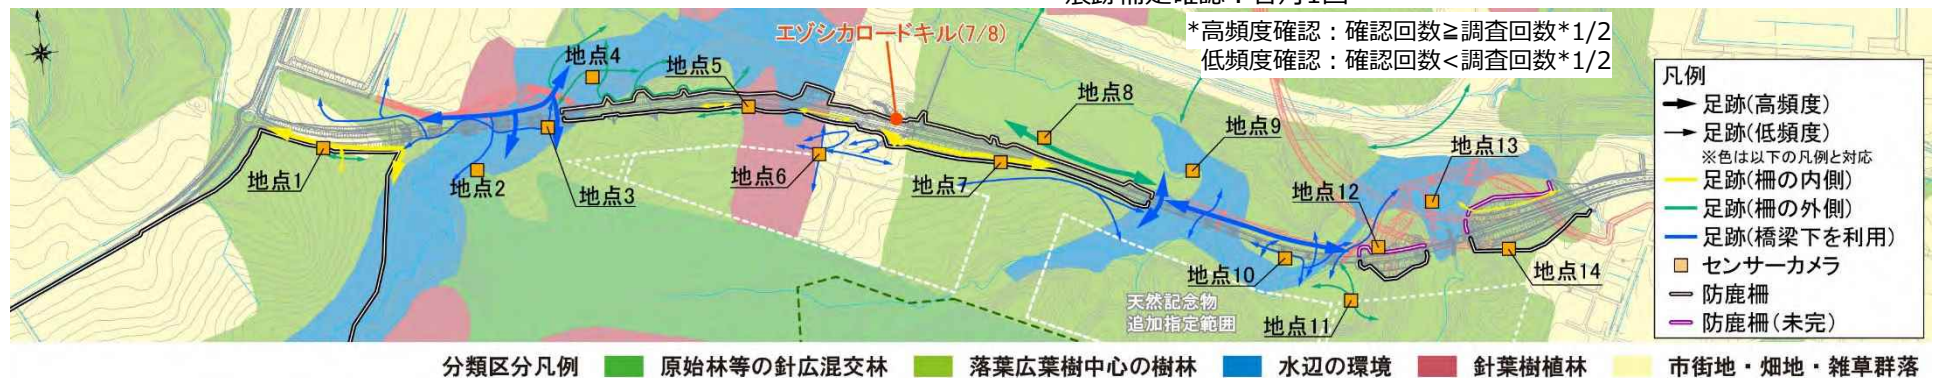 痕跡補足確認：各月1回
*高頻度確認：確認回数≧調査回数*1/2
低頻度確認：確認回数<調査回数*1/2
エゾシカロードキル(7/8)
地点4
地点5
地点8
地点9
地点13
地点1
地点2
地点3
地点6
地点7
地点12
地点10
地点11
地点14
天然記念物
追加指定範囲
凡例
足跡(高頻度)
足跡(低頻度)
※色は以下の凡例と対応
足跡(柵の内側)
足跡(柵の外側)
足跡(橋梁下を利用)
センサーカメラ
防鹿柵
防鹿柵(未完)
分類区分凡例 原始林等の針広混交林 落葉広葉樹中心の樹林 水辺の環境 針葉樹植林 市街地・畑地・雑草群落